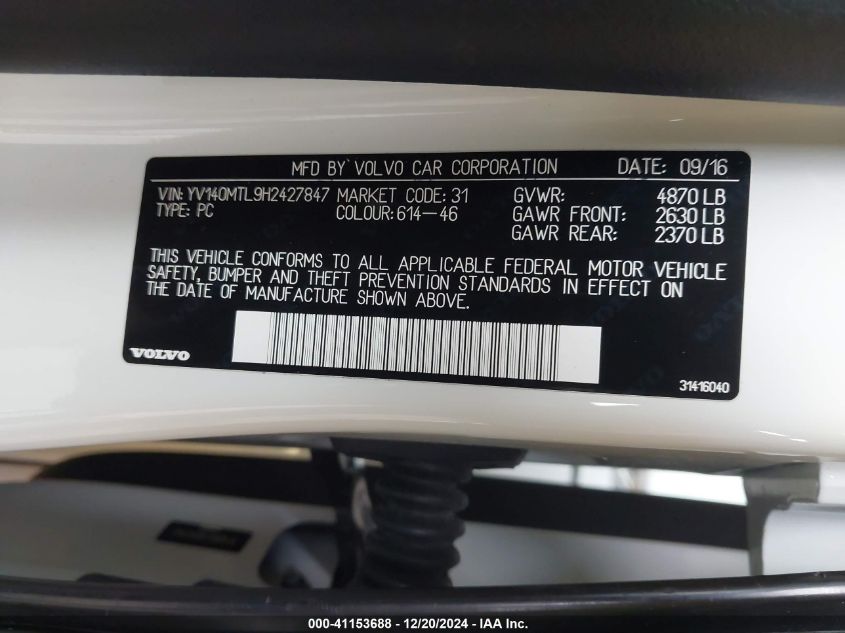 MFD BY VOLVO CAR CORPORATION DATE: 09/16
VIN: YV140MTL9H2427847 MARKET CODE: 31 GVWR: 4870 LB
TYPE: PC COLOUR: 614-46 GAWR FRONT: 2630 LB
GAWR REAR: 2370 LB
THIS VEHICLE CONFORMS TO ALL APPLICABLE FEDERAL MOTOR VEHICLE
SAFETY, BUMPER AND THEFT PREVENTION STANDARDS IN EFFECT ON
THE DATE OF MANUFACTURE SHOWN ABOVE.
VOLVO
31416040
000-41153688 - 12/20/2024 - IAAI Inc.